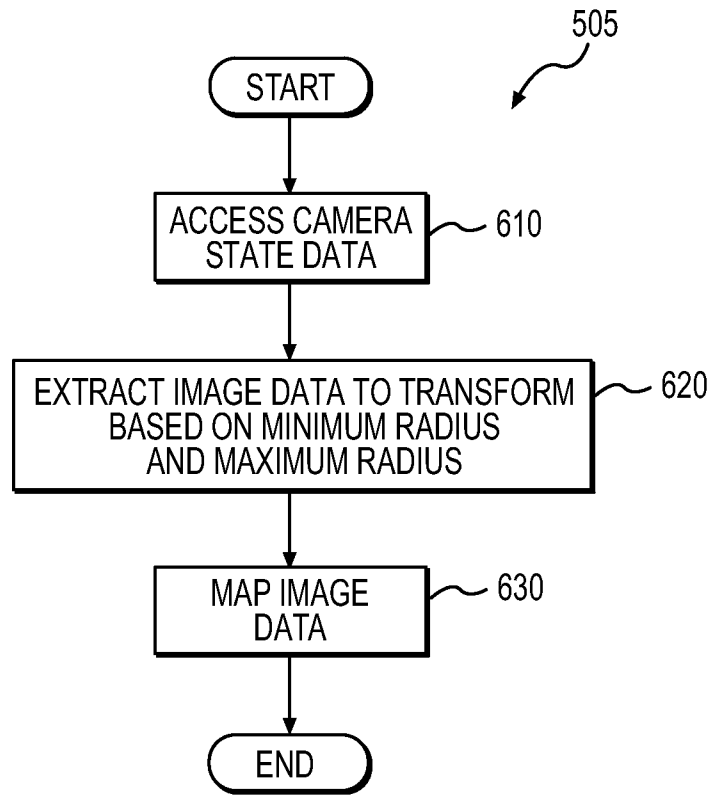 505
START
ACCESS CAMERA
STATE DATA
610
EXTRACT IMAGE DATA TO TRANSFORM
BASED ON MINIMUM RADIUS
AND MAXIMUM RADIUS
620
MAP IMAGE
DATA
630
END